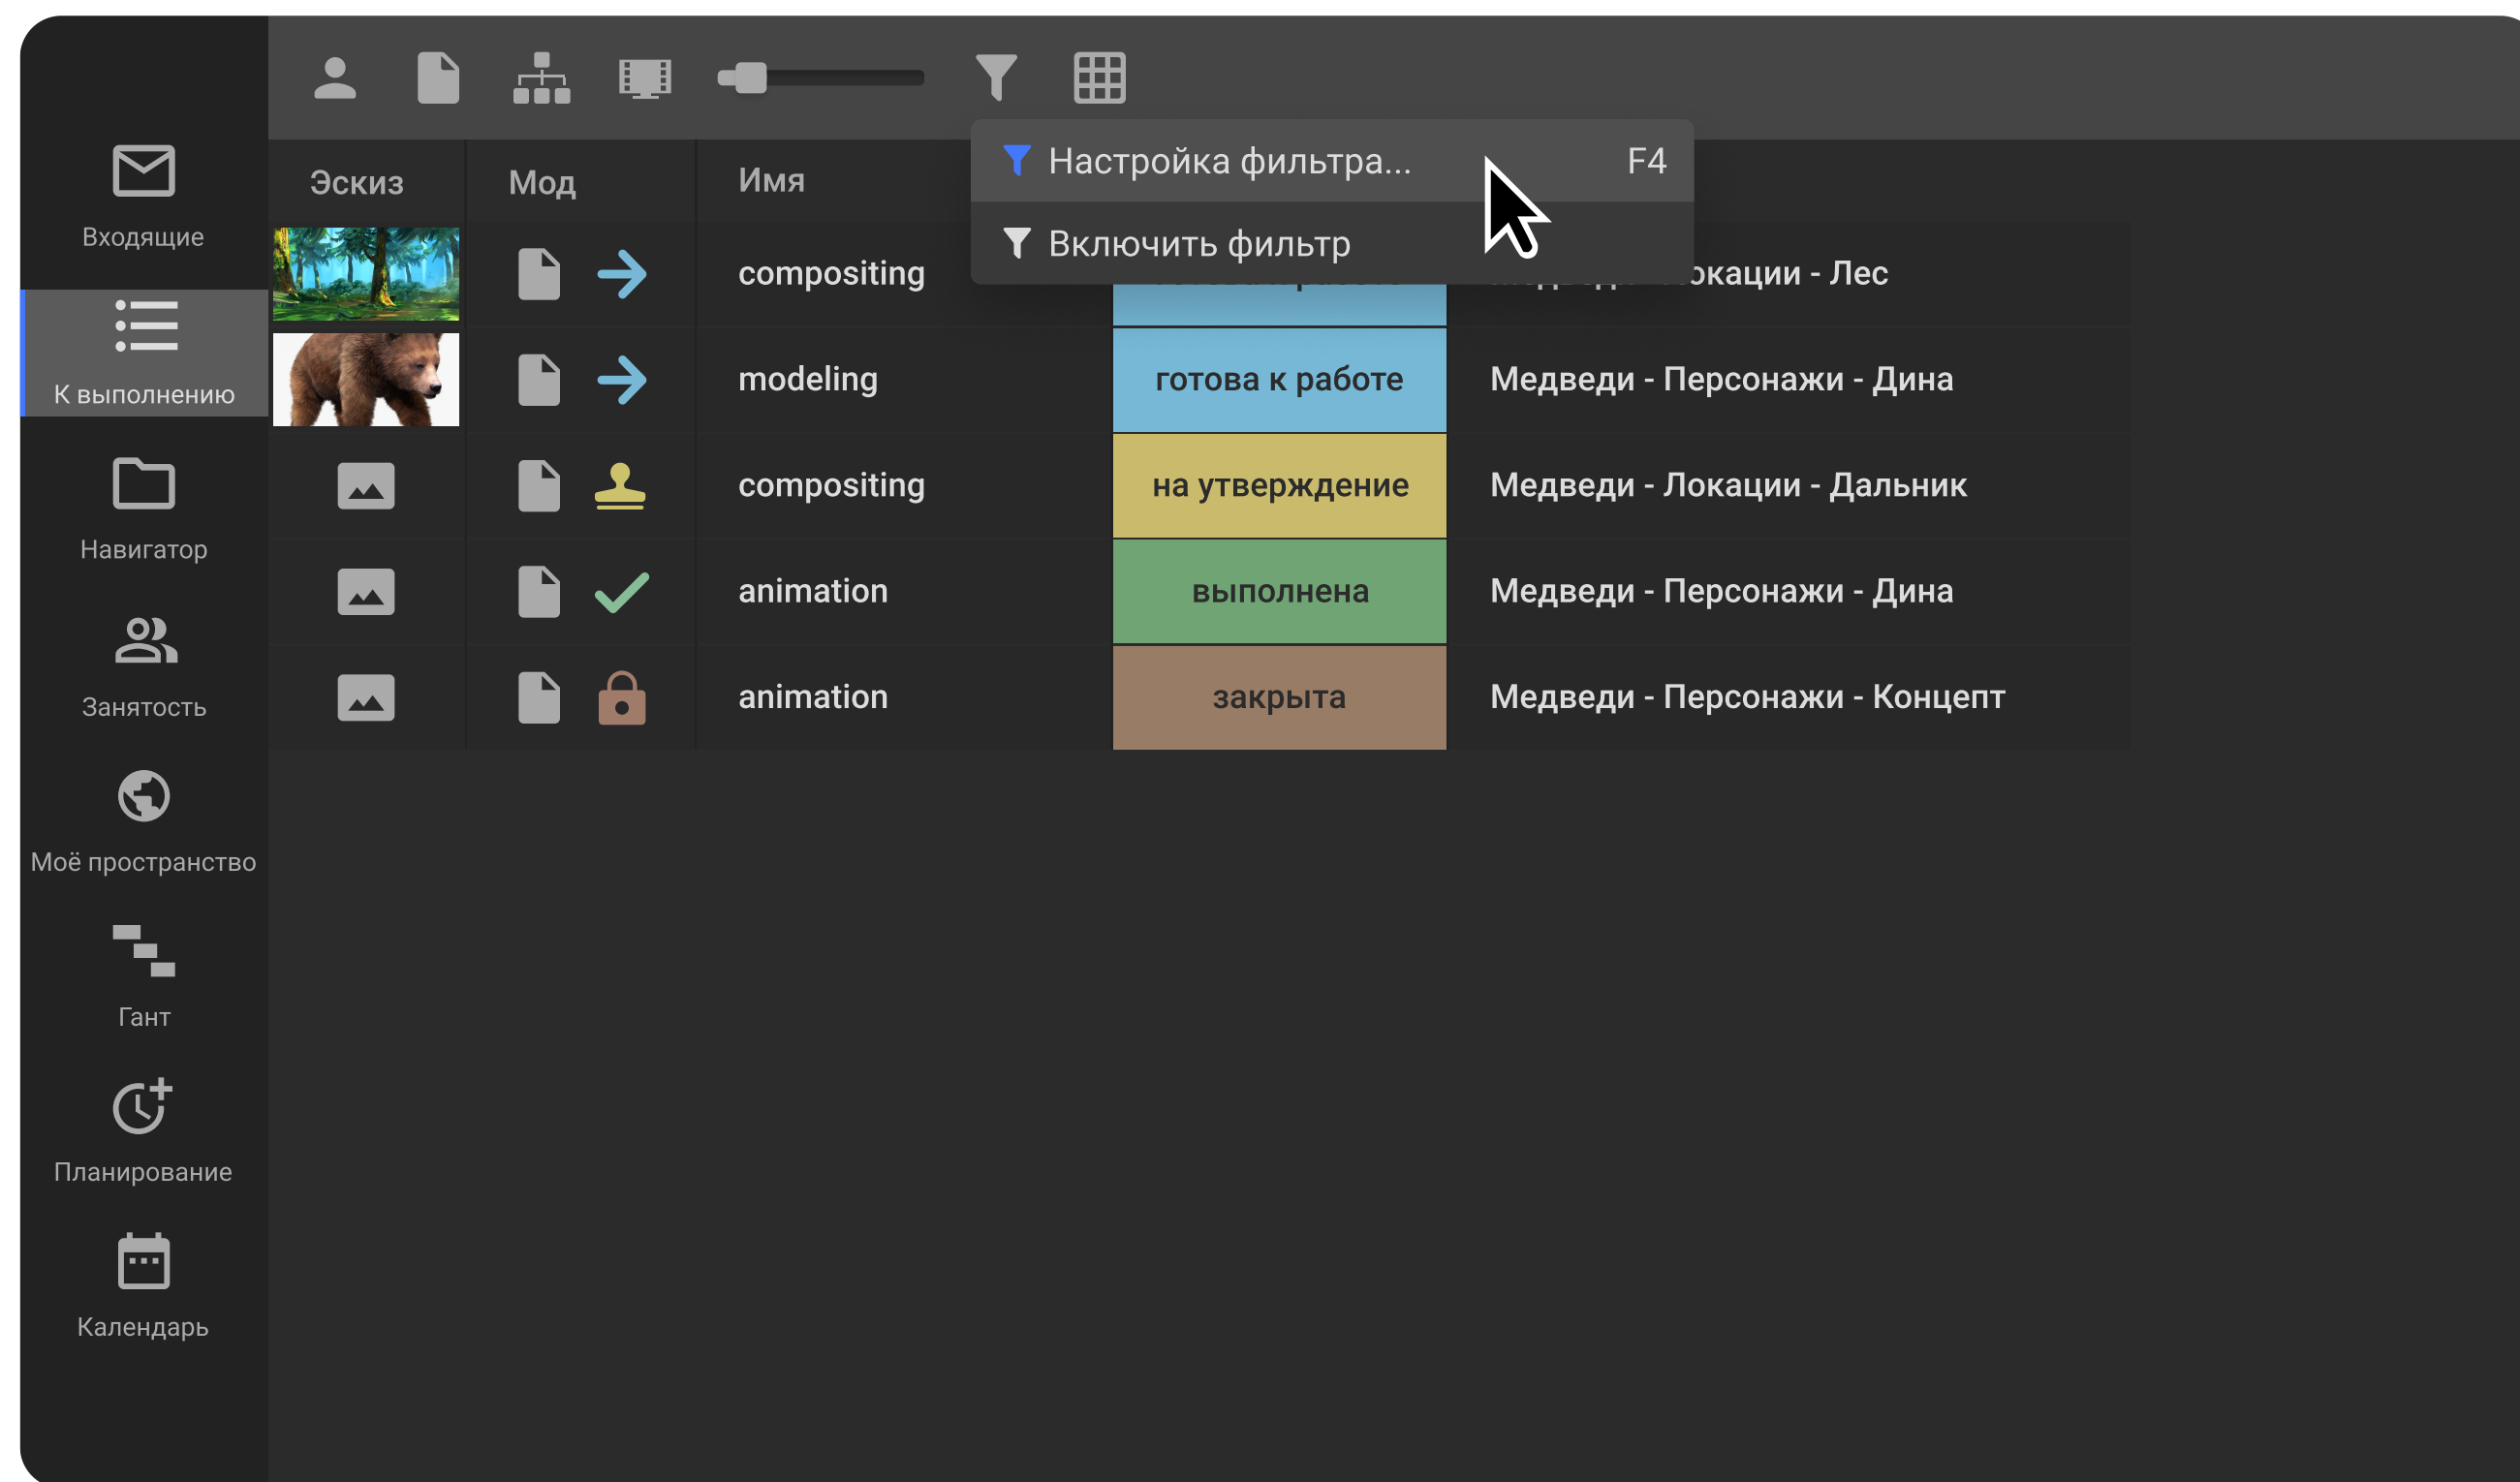 Входящие
К выполнению
Навигатор
Занятость
Моё пространство
Гант
Планирование
Календарь
Настройка фильтра... F4
Включить фильтр
Эскиз Мод Имя
compositing Лес
modeling готова к работе Медведи - Персонажи - Дина
compositing на утверждение Медведи - Локации - Дальник
animation выполнена Медведи - Персонажи - Дина
animation закрыта Медведи - Персонажи - Концепт